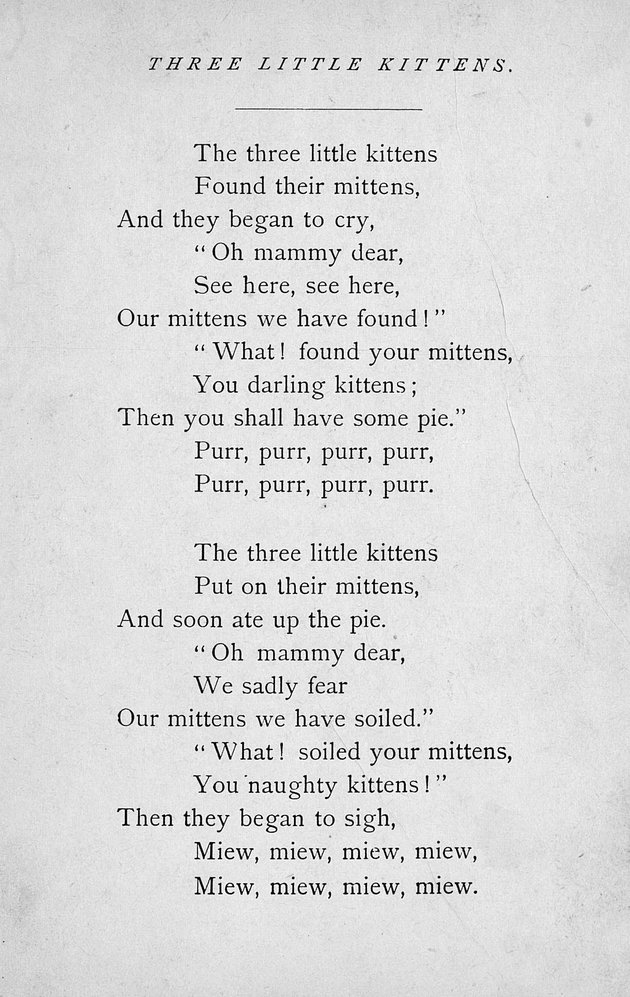 THREE LITTLE KITTENS.
The three little kittens
Found their mittens,
And they began to cry,
“ Oh mammy dear,
See here, see here,
Our mittens we have found ! ”
“ What ! found your mittens,
You darling kittens ;
Then you shall have some pie.”
Purr, purr, purr, purr,
Purr, purr, purr, purr.
The three little kittens
Put on their mittens,
And soon ate up the pie.
“ Oh mammy dear,
We sadly fear
Our mittens we have soiled.”
“ What ! soiled your mittens,
You naughty kittens ! ”
Then they began to sigh,
Miew, miew, miew, miew,
Miew, miew, miew, miew.